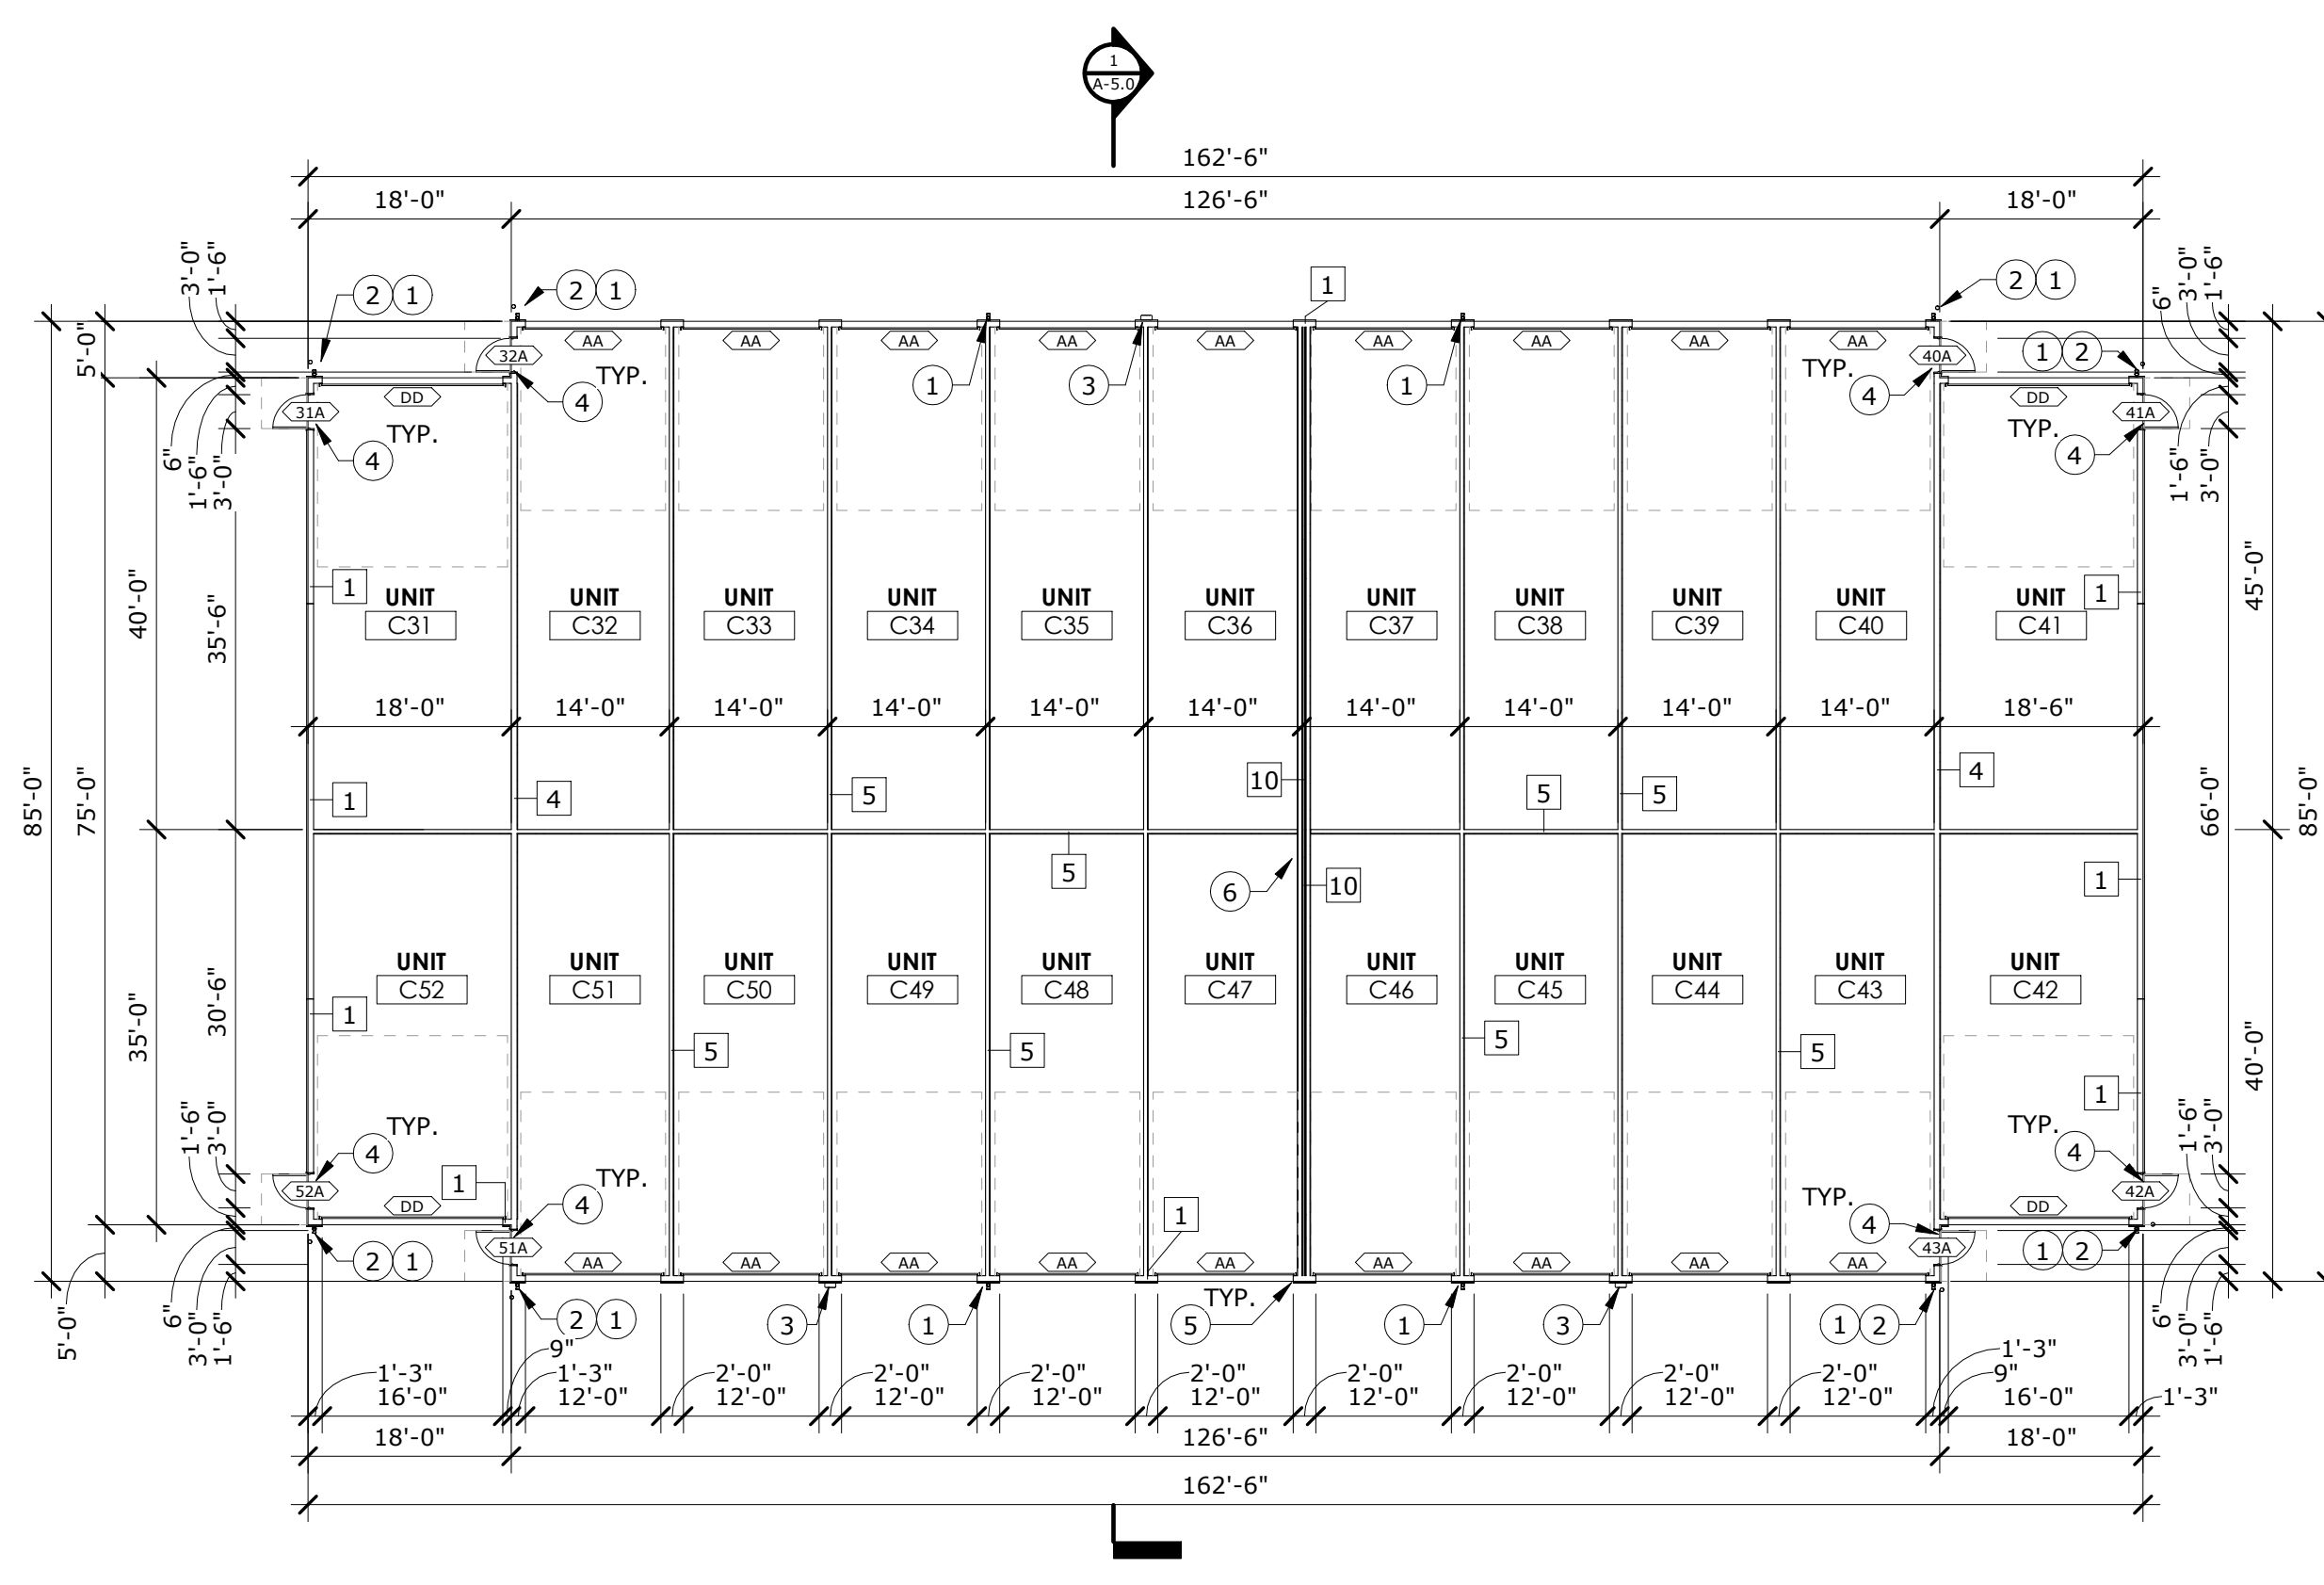 1
A-5.0
162'-6"
18'-0" 126'-6" 18'-0"
3'-0" 1'-6" 6" 3'-0" 1'-6"
2 1 2 1 1 2 1
5'-0" 1 2
AA AA AA AA AA AA AA AA AA
32A 40A
TYP. TYP.
4 1 3 1 4
31A DD DD 41A
TYP. TYP.
4 4
6" 1'-6" 3'-0" 1'-6" 3'-0"
40'-0" 35'-6" 45'-0"
1 1
UNIT UNIT UNIT UNIT UNIT UNIT UNIT UNIT UNIT UNIT UNIT
C31 C32 C33 C34 C35 C36 C37 C38 C39 C40 C41
18'-0" 14'-0" 14'-0" 14'-0" 14'-0" 14'-0" 14'-0" 14'-0" 14'-0" 14'-0" 18'-6"
85'-0" 75'-0" 66'-0" 85'-0"
1 4 5 10 5 5 4
5 6 10 1
UNIT UNIT UNIT UNIT UNIT UNIT UNIT UNIT UNIT UNIT UNIT
C52 C51 C50 C49 C48 C47 C46 C45 C44 C43 C42
35'-0" 30'-6" 40'-0"
1 5 5 5 5 1
1'-6" 3'-0" 1'-6" 3'-0"
TYP. TYP.
4 4
TYP. TYP.
52A 1 42A
DD DD
4 1 4
51A 43A
AA AA AA AA AA AA AA AA AA
2 1 1 2
TYP.
5'-0" 6" 3'-0" 1'-6" 6" 3'-0" 1'-6"
2 1 3 1 5 1 3 1 2
9" 1'-3"
1'-3" 1'-3" 2'-0" 2'-0" 2'-0" 2'-0" 2'-0" 2'-0" 2'-0" 2'-0" 9"
16'-0" 12'-0" 12'-0" 12'-0" 12'-0" 12'-0" 12'-0" 12'-0" 12'-0" 12'-0" 16'-0" 1'-3"
18'-0" 126'-6" 18'-0"
162'-6"